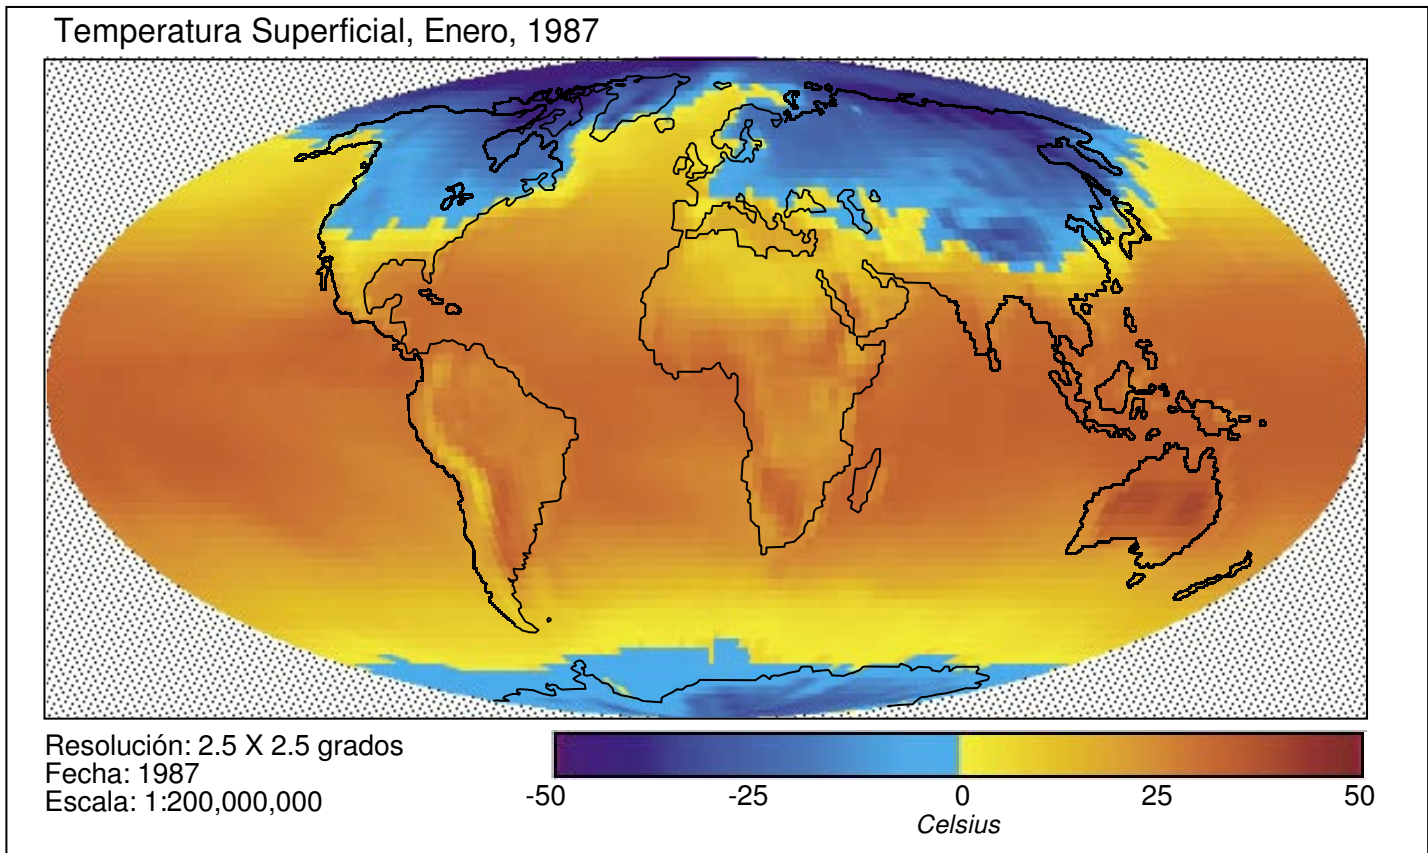 Temperatura Superficial, Enero, 1987
Resolución: 2.5 X 2.5 grados
Fecha: 1987
Escala: 1:200,000,000
-50 -25 0 25 50
Celsius